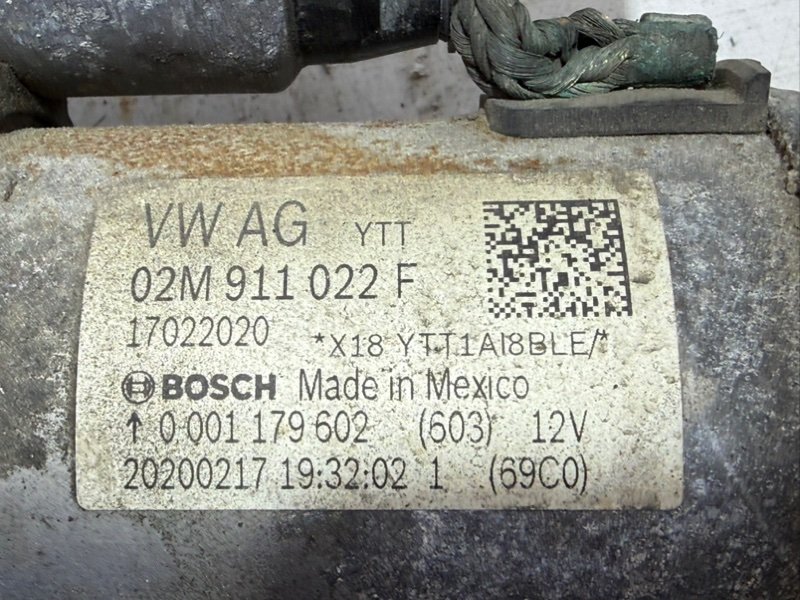 VW AG YTT
02M 911 022 F
17022020 *X18 YTT1AI8BLE/*
BOSCH Made in Mexico
↑ 0 001 179 602 (603) 12V
20200217 19:32:02 1 (69C0)